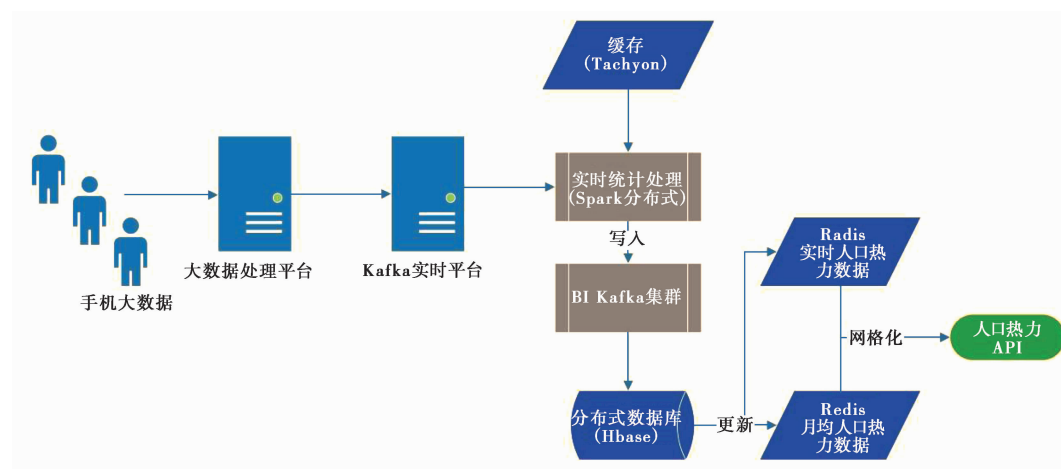 缓存
(Tachyon)
实时统计处理
(Spark分布式)
写入
大数据处理平台
Kafka实时平台
手机大数据
BI Kafka集群
分布式数据库
(Hbase)
更新
Radis
实时人口热
力数据
网格化
人口热力
API
Redis
月均人口热
力数据